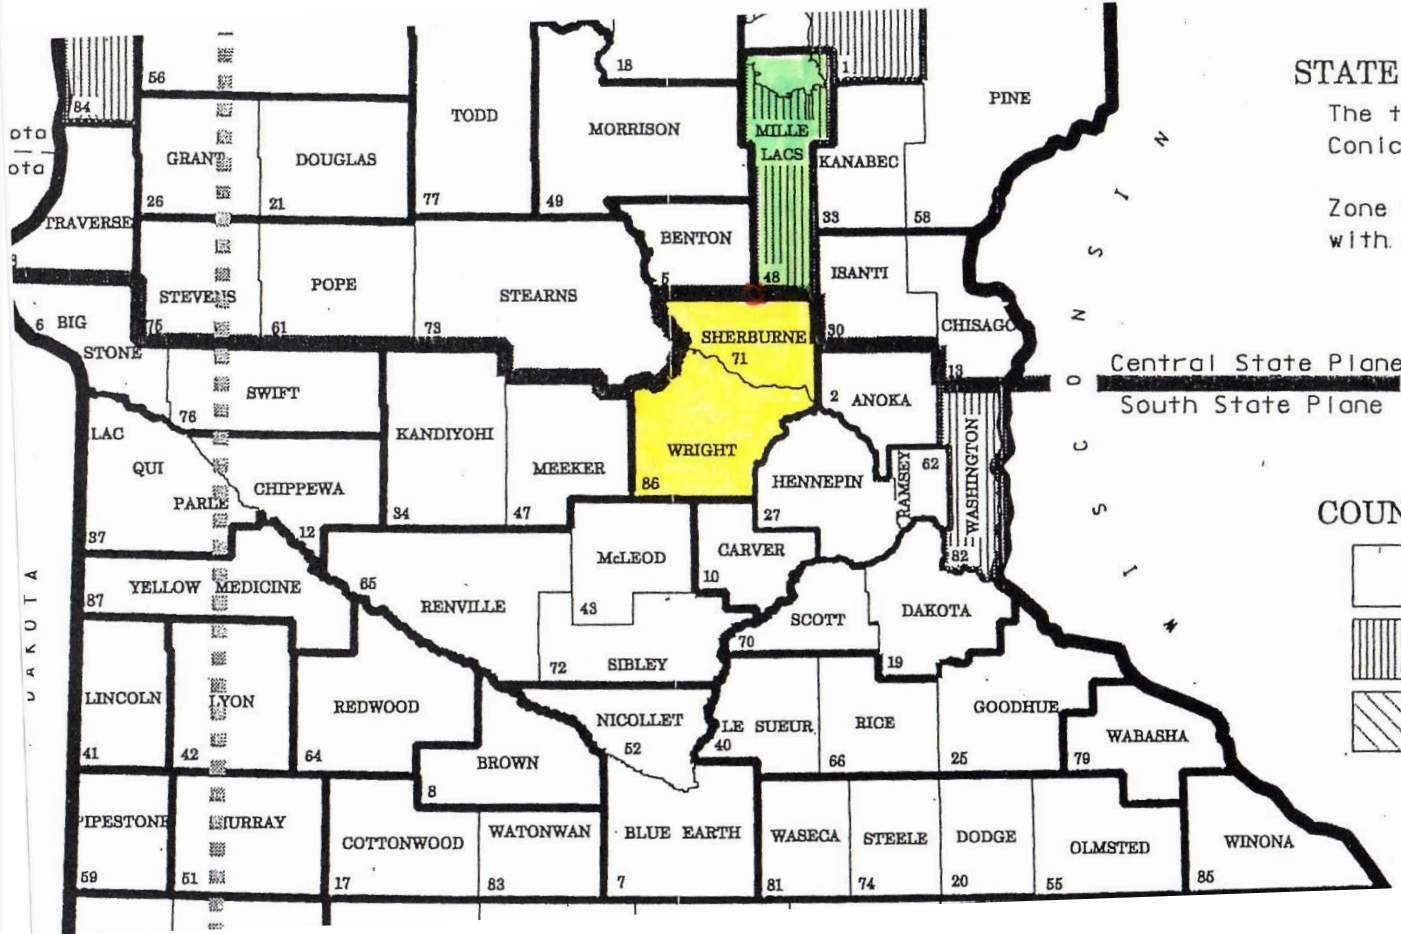 STATE
The t
Conic
Zone
with.
56
18
1
84
PINE
TODD
MORRISON
MILLE
LACS
KANABEC
ota
ota
GRANT
DOUGLAS
26
21
77
49
33
58
TRAVERSE
BENTON
5
48
ISANTI
STEVENS
POPE
STEARNS
75
61
73
30
6
BIG
STONE
SHERBURNE
71
CHISAGO
13
Central State Plane
South State Plane
SWIFT
76
2
ANOKA
LAC
QUI
PARLE
KANDIYOHI
MEEKER
WRIGHT
86
HENNEPIN
27
RAMSEY
62
WASHINGTON
82
CHIPPEWA
12
34
47
37
McLEOD
43
CARVER
10
YELLOW MEDICINE
87
65
RENVILLE
SCOTT
70
DAKOTA
19
72
SIBLEY
LINCOLN
41
LYON
42
REDWOOD
64
NICOLLET
52
LE SUEUR
40
RICE
66
GOODHUE
25
WABASHA
79
BROWN
8
PIPESTONE
59
MURRAY
51
COTTONWOOD
17
WATONWAN
83
BLUE EARTH
7
WASECA
81
STEELE
74
DODGE
20
OLMSTED
55
WINONA
85
DAKOTA
WISCONSIN
N
COUN